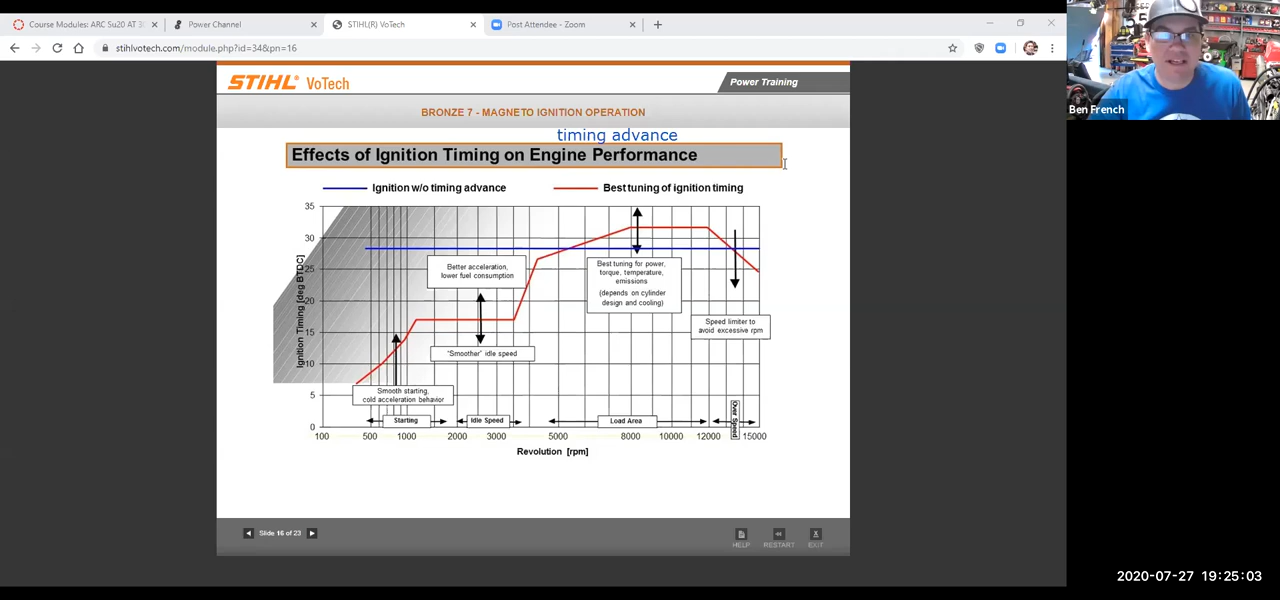 Course Modules: ARC Su20 AT
Power Channel
STIHL(R) VoTech
Post Attendee - Zoom
stihlvotech.com/module.php?id=34&pn=16
Ben French
STIHL VoTech
Power Training
BRONZE 7 - MAGNETO IGNITION OPERATION
timing advance
Effects of Ignition Timing on Engine Performance
Ignition w/o timing advance
Best tuning of ignition timing
35
30
25
20
15
10
5
0
Ignition Timing [deg BTDC]
Better acceleration,
lower fuel consumption
Best tuning for power,
torque, temperature,
emissions
(depends on cylinder
design and cooling)
Speed limiter to
avoid excessive rpm
"Smoother" idle speed
Smooth starting,
cold acceleration behavior
Starting
Idle Speed
Load Area
Over Speed
100 500 1000 2000 3000 5000 8000 10000 12000 15000
Revolution [rpm]
Slide 16 of 23
HELP
RESTART
EXIT
2020-07-27 19:25:03